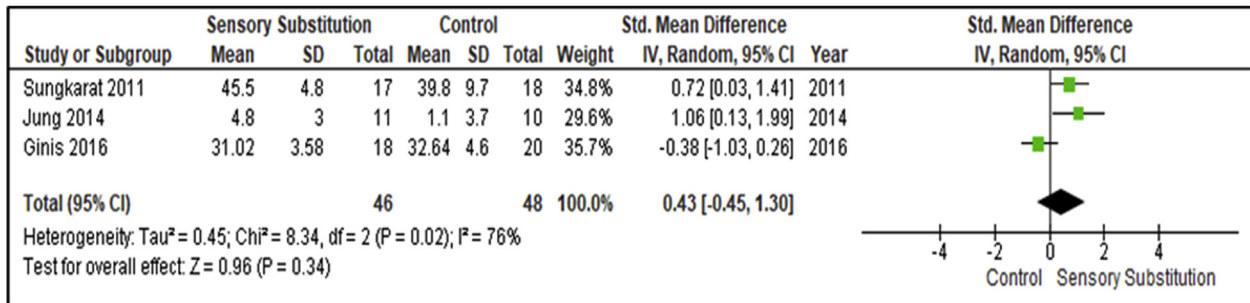 Sensory Substitution Control Std. Mean Difference Std. Mean Difference
Study or Subgroup Mean SD Total Mean SD Total Weight IV, Random, 95% CI Year IV, Random, 95% CI
Sungkarat 2011 45.5 4.8 17 39.8 9.7 18 34.8% 0.72 [0.03, 1.41] 2011
Jung 2014 4.8 3 11 1.1 3.7 10 29.6% 1.06 [0.13, 1.99] 2014
Ginis 2016 31.02 3.58 18 32.64 4.6 20 35.7% -0.38 [-1.03, 0.26] 2016
Total (95% CI) 46 48 100.0% 0.43 [-0.45, 1.30]
Heterogeneity: Tau² = 0.45; Chi² = 8.34, df = 2 (P = 0.02); I² = 76%
Test for overall effect: Z = 0.96 (P = 0.34)
-4 -2 0 2 4
Control Sensory Substitution